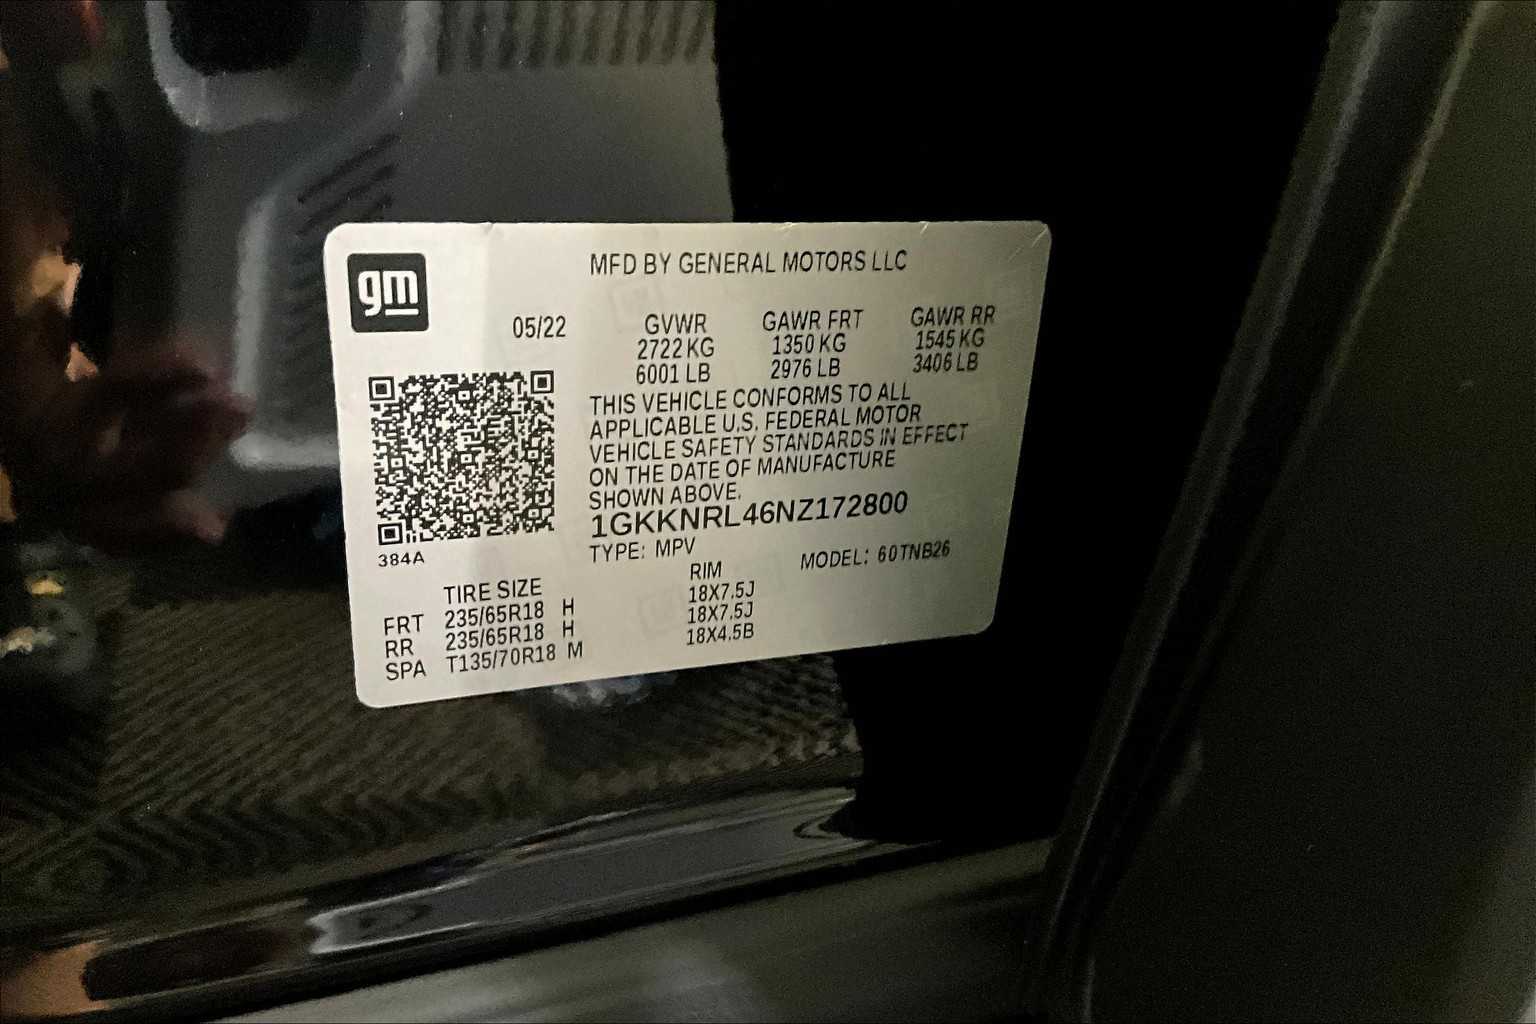 gm
MFD BY GENERAL MOTORS LLC
05/22 GVWR GAWR FRT GAWR RR
2722 KG 1350 KG 1545 KG
6001 LB 2976 LB 3406 LB
THIS VEHICLE CONFORMS TO ALL
APPLICABLE U.S. FEDERAL MOTOR
VEHICLE SAFETY STANDARDS IN EFFECT
ON THE DATE OF MANUFACTURE
SHOWN ABOVE.
1GKKNRL46NZ172800
384A TYPE: MPV MODEL: 60TNB26
TIRE SIZE RIM
FRT 235/65R18 H 18X7.5J
RR 235/65R18 H 18X7.5J
SPA T135/70R18 M 18X4.5B